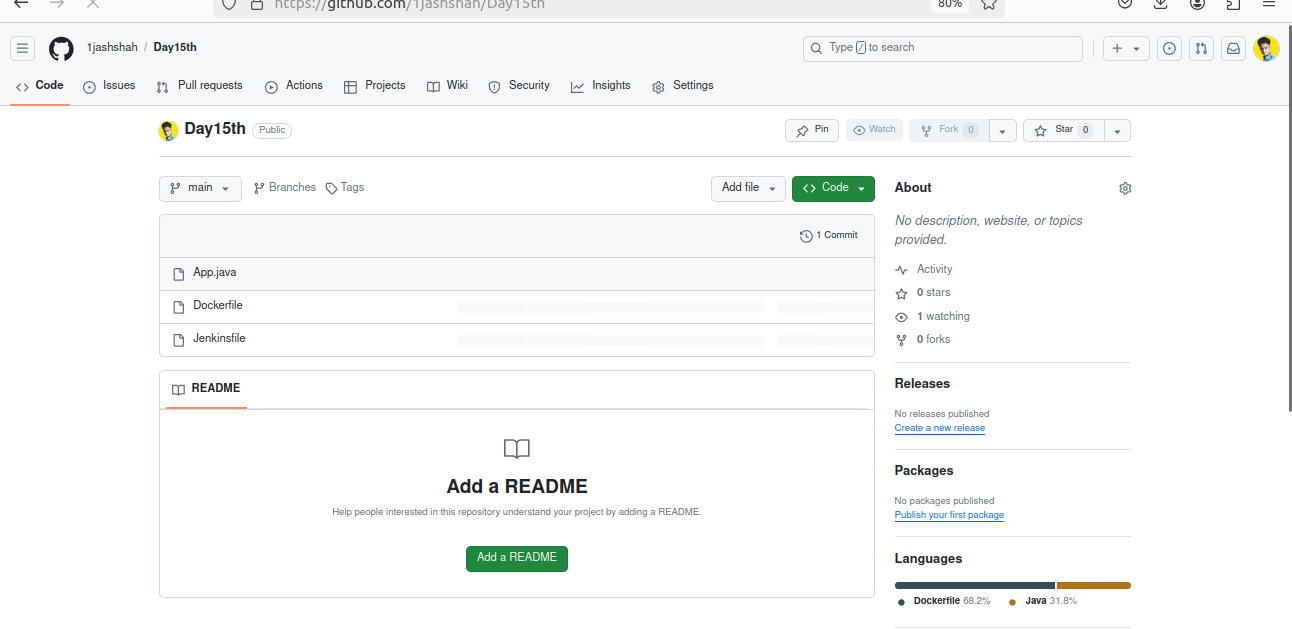 https://github.com/1jashshah/Day15th
80%
1jashshah / Day15th
Type / to search
Code
Issues
Pull requests
Actions
Projects
Wiki
Security
Insights
Settings
Day15th Public
Pin
Watch
Fork 0
Star 0
main
Branches
Tags
Add file
Code
1 Commit
App.java
Dockerfile
Jenkinsfile
README
Add a README
Help people interested in this repository understand your project by adding a README.
Add a README
About
No description, website, or topics
provided.
Activity
0 stars
1 watching
0 forks
Releases
No releases published
Create a new release
Packages
No packages published
Publish your first package
Languages
Dockerfile 68.2%
Java 31.8%